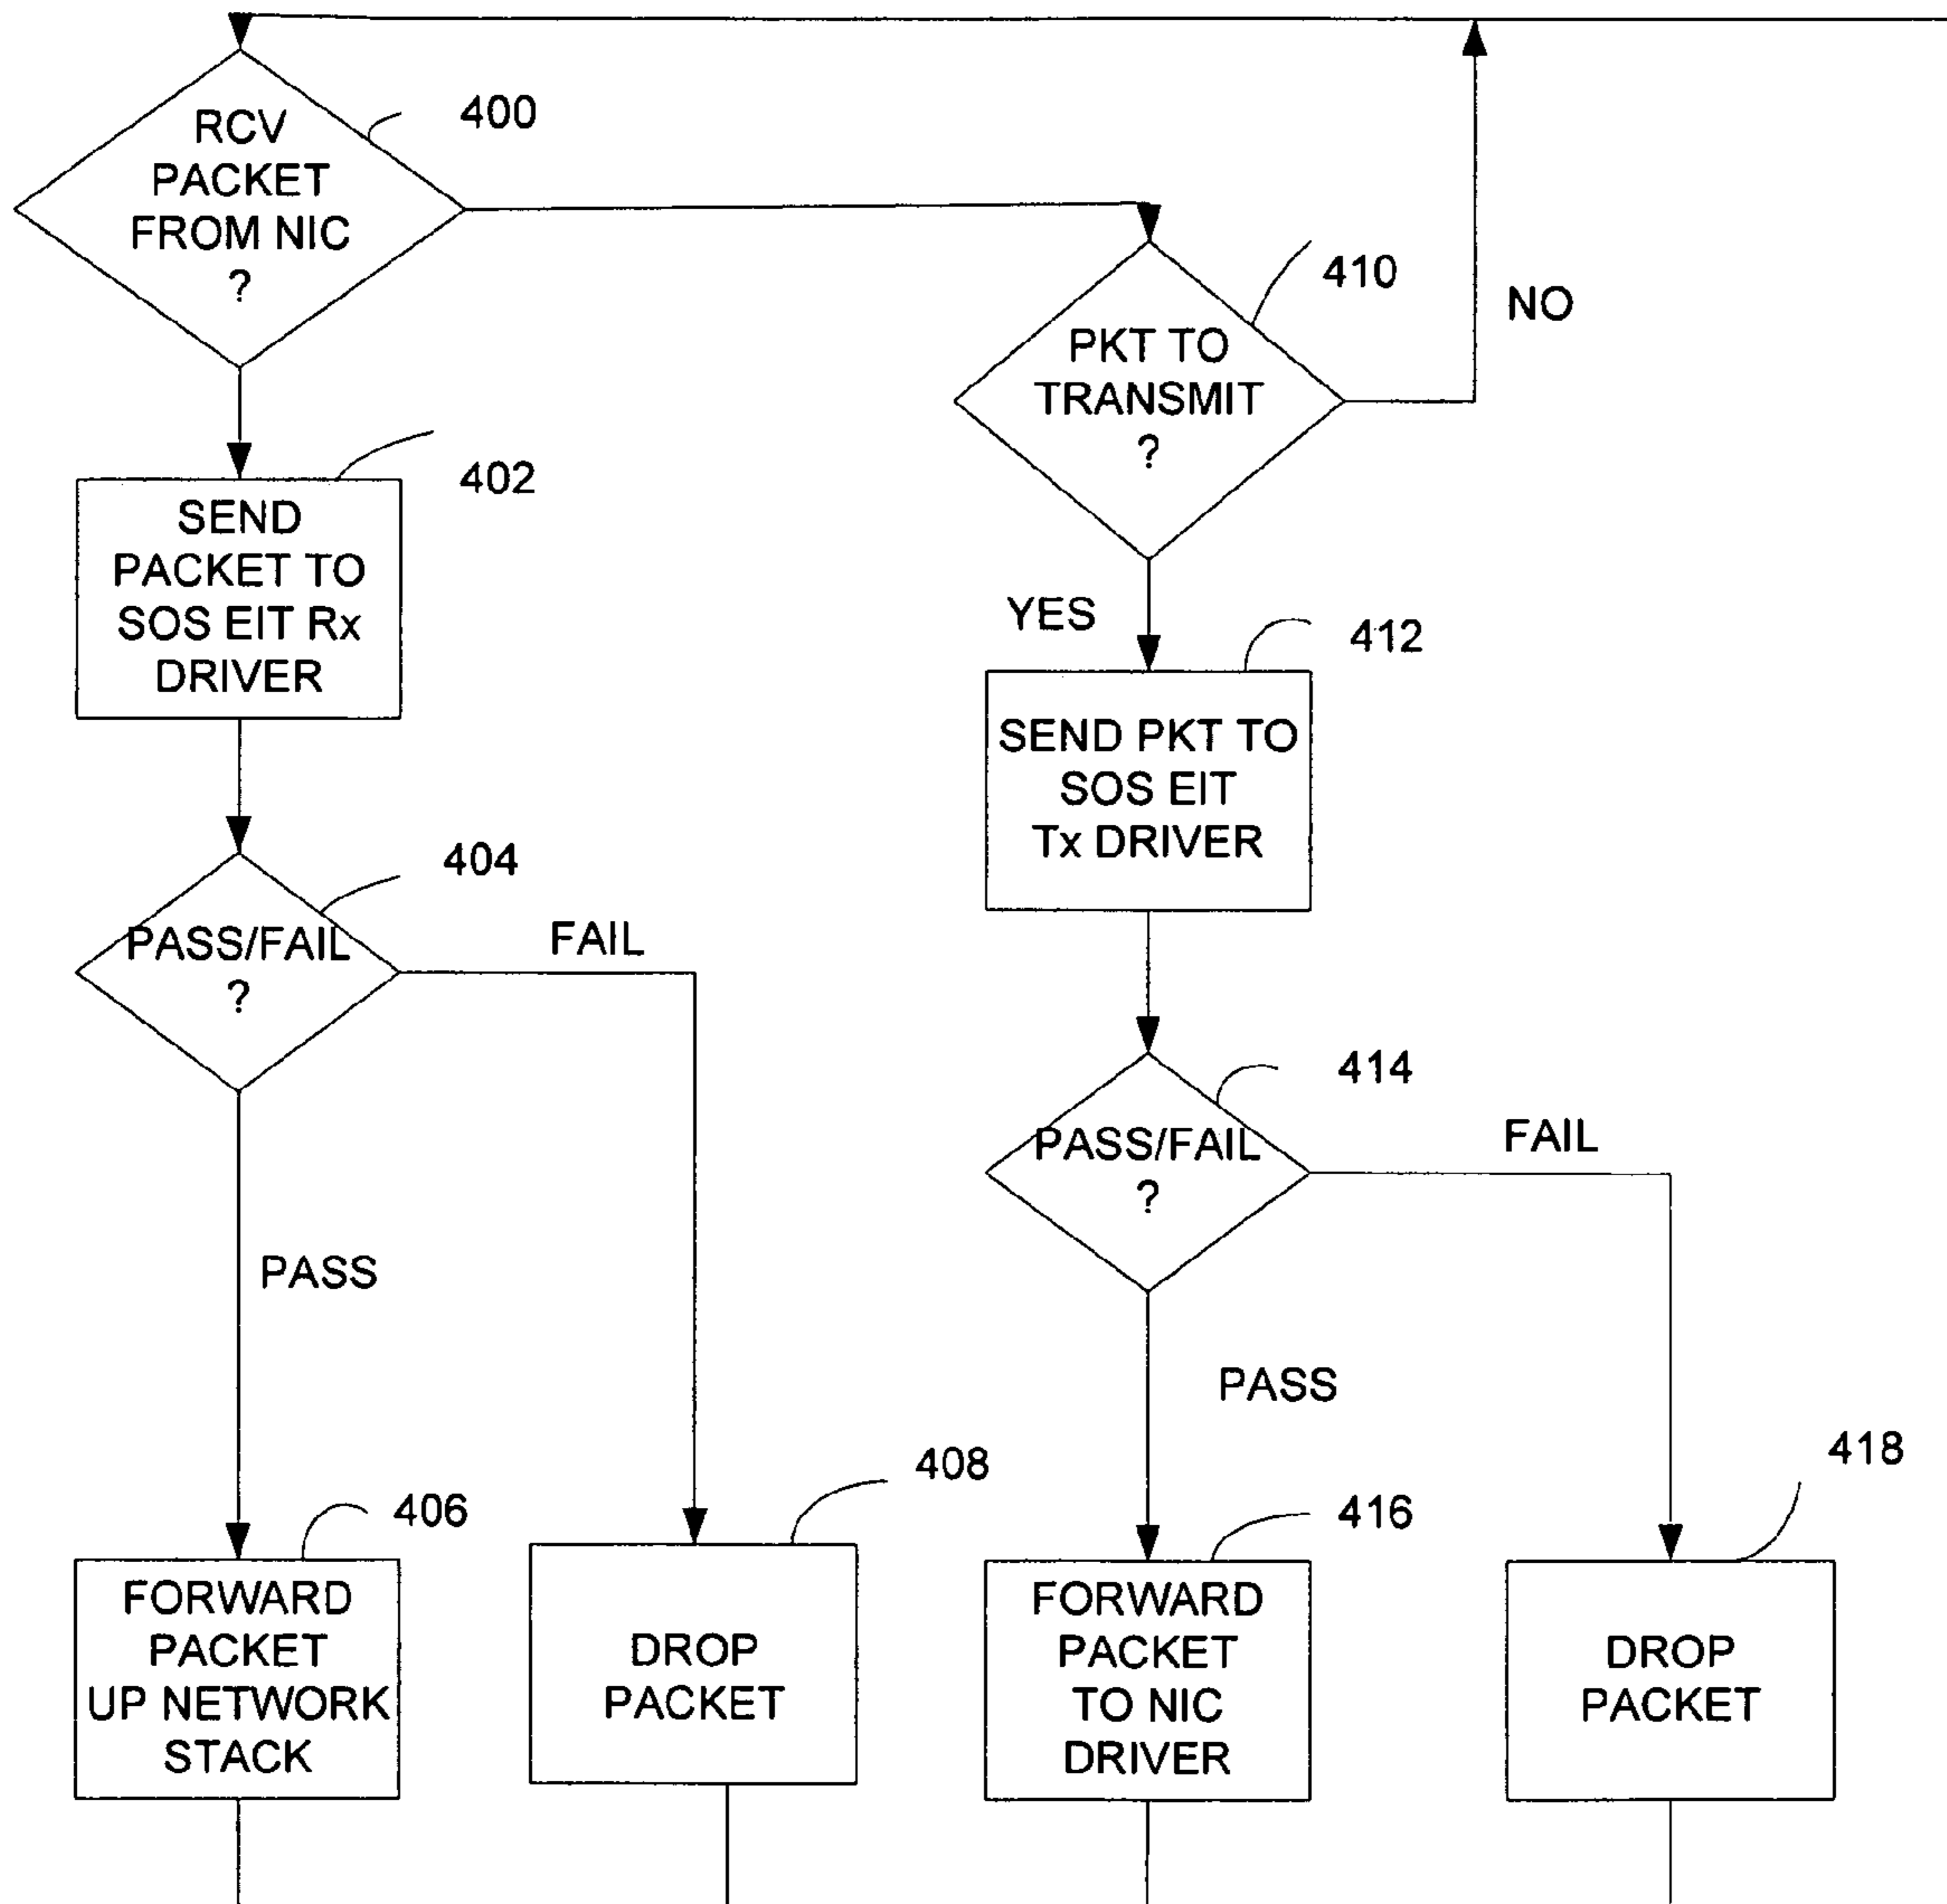 RCV
PACKET
FROM NIC
?
400
410
NO
PKT TO
TRANSMIT
?
402
SEND
PACKET TO
SOS EIT Rx
DRIVER
YES
412
SEND PKT TO
SOS EIT
Tx DRIVER
404
PASS/FAIL
?
FAIL
414
PASS/FAIL
?
FAIL
PASS
PASS
406
408
416
418
FORWARD
PACKET
UP NETWORK
STACK
DROP
PACKET
FORWARD
PACKET
TO NIC
DRIVER
DROP
PACKET